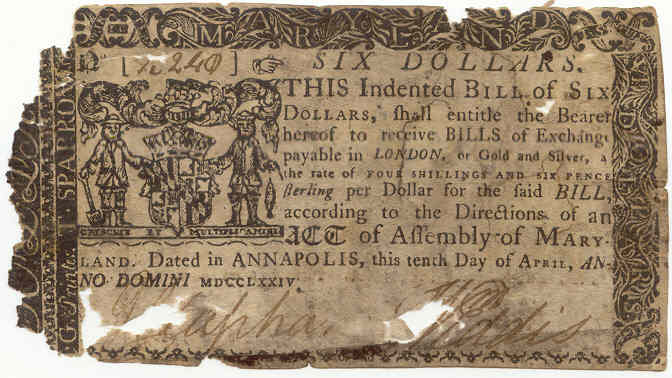 MARYLAND
No [12240] ☞ SIX DOLLARS.
THIS Indented BILL of SIX
DOLLARS, ſhall entitle the Bearer
hereof to receive BILLS of Exchange
payable in LONDON, or Gold and Silver, a
the rate of FOUR SHILLINGS AND SIX PENCE
ſterling per Dollar for the ſaid BILL,
according to the Directions of an
ACT of Aſſembly of MARY-
LAND. Dated in ANNAPOLIS, this tenth Day of APRIL, AN-
NO DOMINI MDCCLXXIV.
CRESCITE ET MULTIPLICAMINI
SPARROW